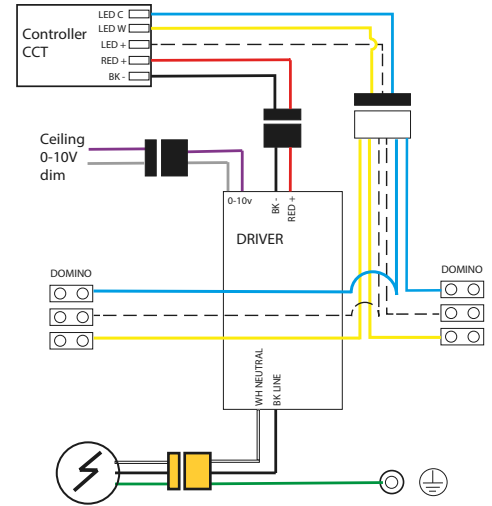 LED C
LED W
LED +
RED +
BK -
Controller
CCT
Ceiling
0-10V
dim
0-10v
BK -
RED +
DRIVER
DOMINO
DOMINO
WH NEUTRAL
BK LINE